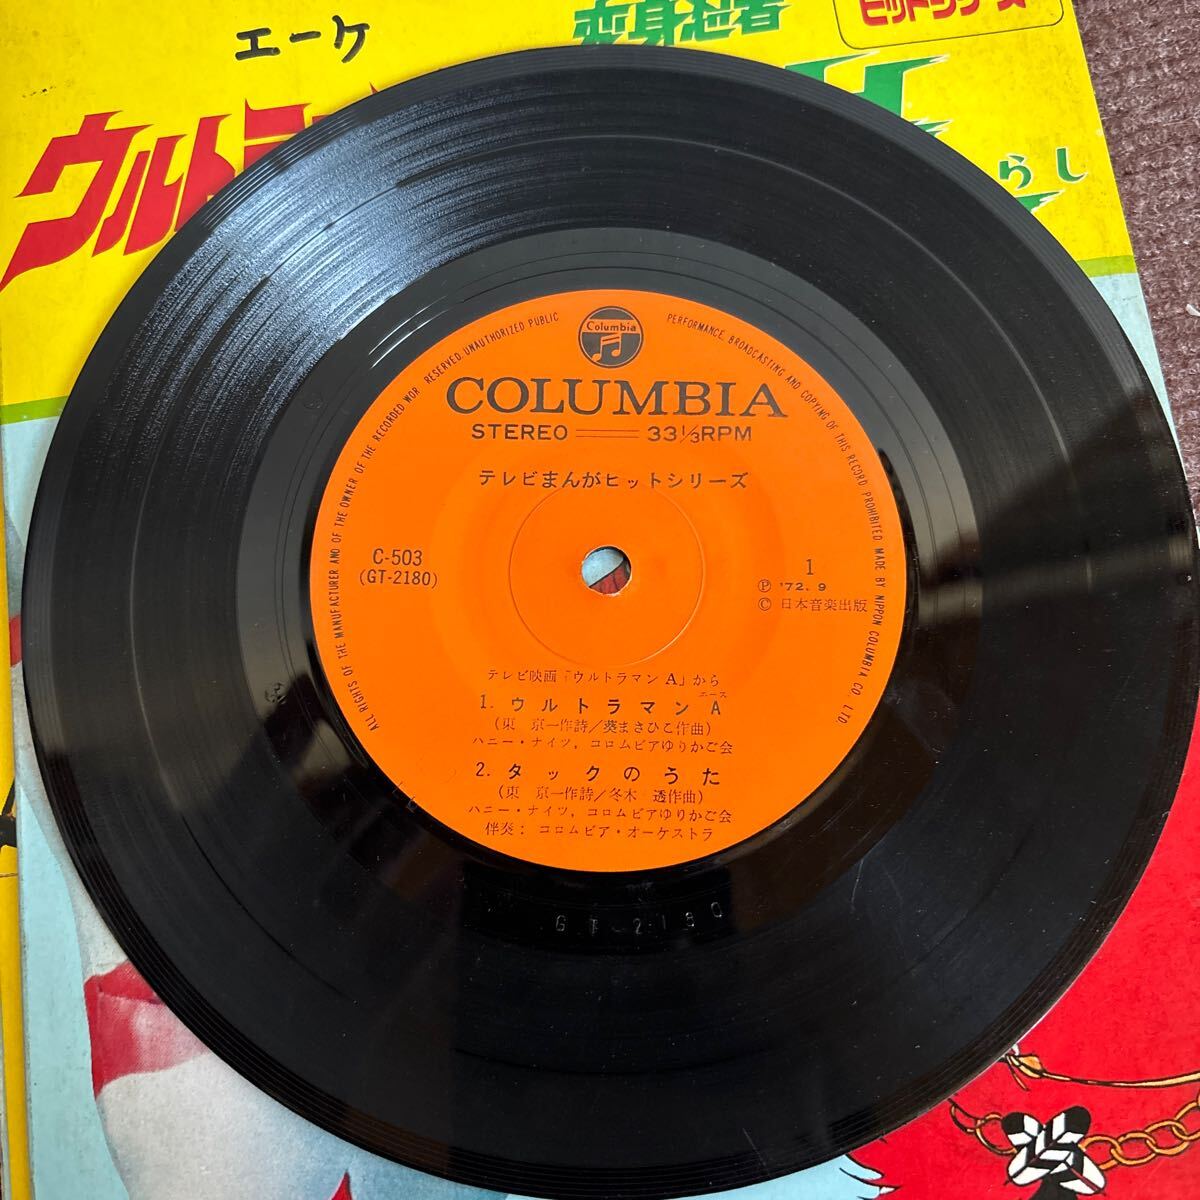 エーケ
変身忍者
ウルトラ
らし
ALL RIGHTS OF THE MANUFACTURER AND OF THE OWNER OF THE RECORDED WOR RESERVED. UNAUTHORIZED PUBLIC PERFORMANCE. BROADCASTING AND COPYING OF THIS RECORD PROHIBITED MADE BY NIPPON COLUMBIA CO., LTD.
Columbia
COLUMBIA
STEREO 33⅓RPM
テレビまんがヒットシリーズ
C-503
(GT-2180)
1
Ⓟ '72. 9
Ⓒ 日本音楽出版
テレビ映画「ウルトラマンA」から
1. ウルトラマンA
エース
(東 京一作詩/葵まさひこ作曲)
ハニー・ナイツ, コロムビアゆりかご会
2. タックのうた
(東 京一作詩/冬木 透作曲)
ハニー・ナイツ, コロムビアゆりかご会
伴奏: コロムビア・オーケストラ
GT-2180